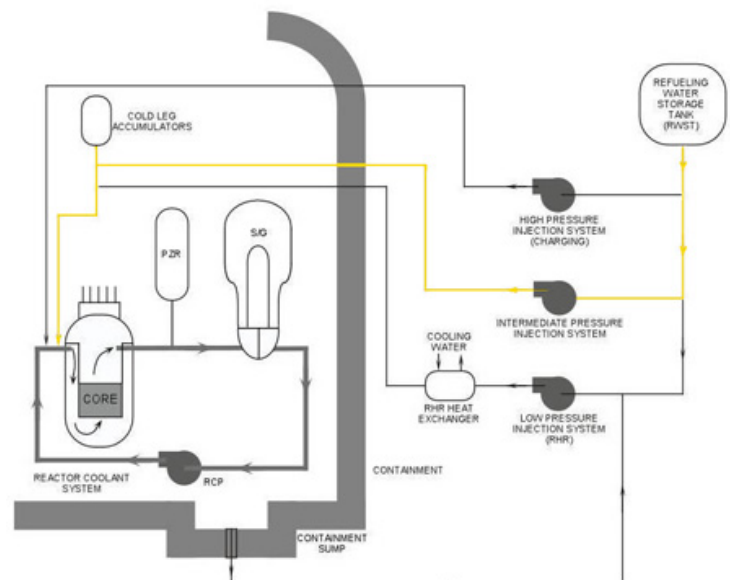 REFUELING
WATER
STORAGE
TANK
(RWST)
COLD LEG
ACCUMULATORS
HIGH PRESSURE
INJECTION SYSTEM
(CHARGING)
PZR
S/G
INTERMEDIATE PRESSURE
INJECTION SYSTEM
COOLING
WATER
RHR HEAT
EXCHANGER
LOW PRESSURE
INJECTION SYSTEM
(RHR)
CORE
REACTOR COOLANT
SYSTEM
RCP
CONTAINMENT
CONTAINMENT
SUMP